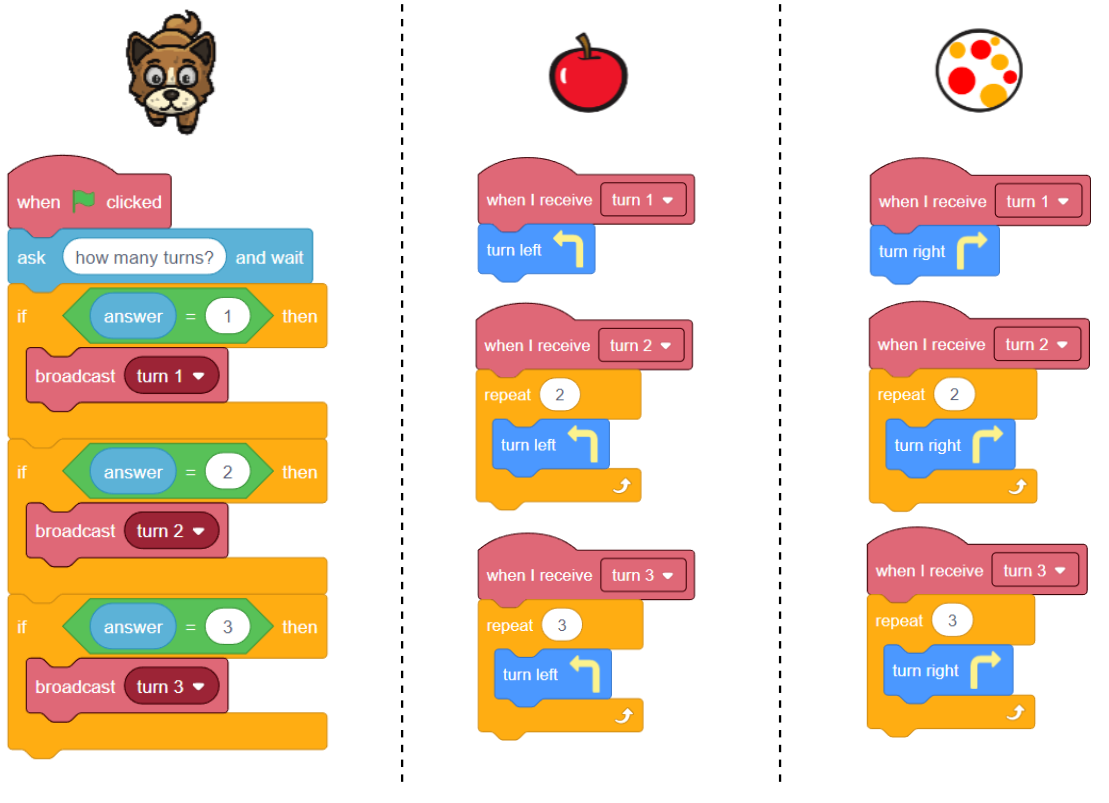 when clicked
ask how many turns? and wait
if answer = 1 then
broadcast turn 1
if answer = 2 then
broadcast turn 2
if answer = 3 then
broadcast turn 3
when I receive turn 1
turn left
when I receive turn 2
repeat 2
turn left
when I receive turn 3
repeat 3
turn left
when I receive turn 1
turn right
when I receive turn 2
repeat 2
turn right
when I receive turn 3
repeat 3
turn right